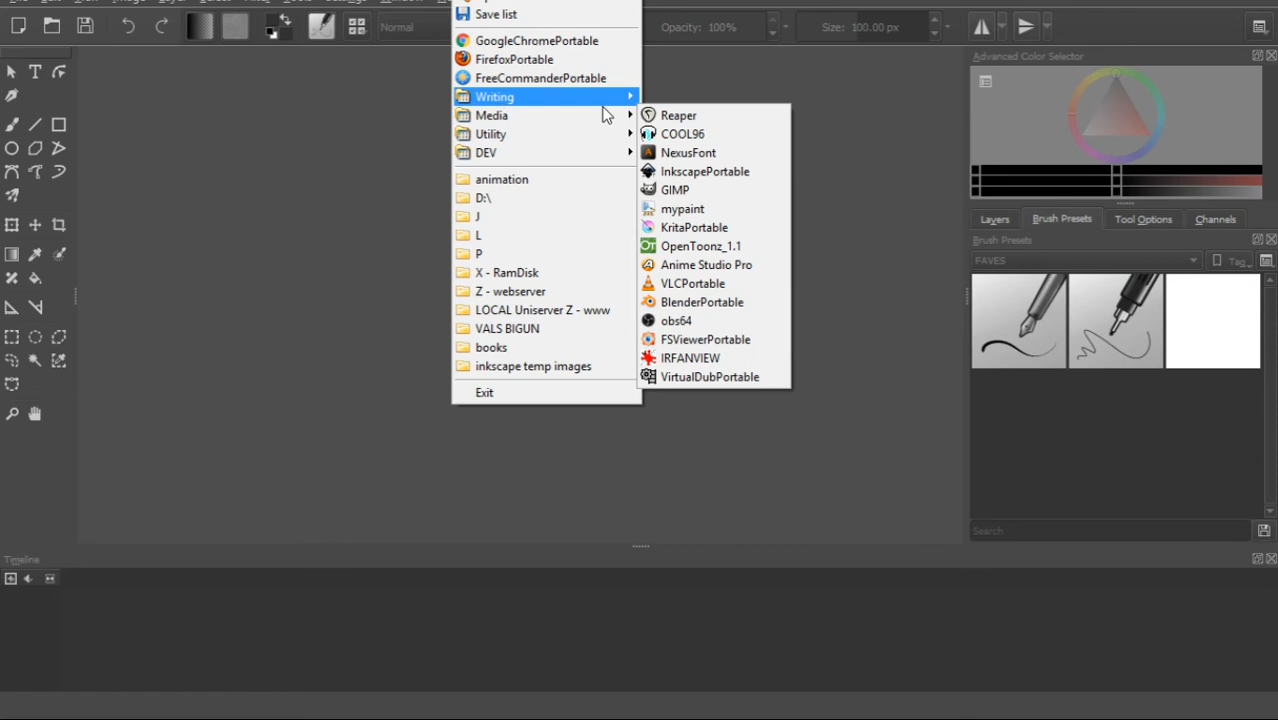 Save list
Normal
Opacity: 100%
Size: 100.00 px
GoogleChromePortable
FirefoxPortable
FreeCommanderPortable
Writing
Media
Utility
DEV
animation
D:\
J
L
P
X - RamDisk
Z - webserver
LOCAL Uniserver Z - www
VALS BIGUN
books
inkscape temp images
Exit
Reaper
COOL96
NexusFont
InkscapePortable
GIMP
mypaint
KritaPortable
OpenToonz_1.1
Anime Studio Pro
VLCPortable
BlenderPortable
obs64
FSViewerPortable
IRFANVIEW
VirtualDubPortable
Advanced Color Selector
Layers
Brush Presets
Tool Options
Channels
Brush Presets
FAVES
Tag
Search
Timeline